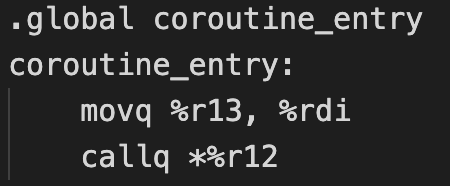 .global coroutine_entry
coroutine_entry:
    movq %r13, %rdi
    callq *%r12